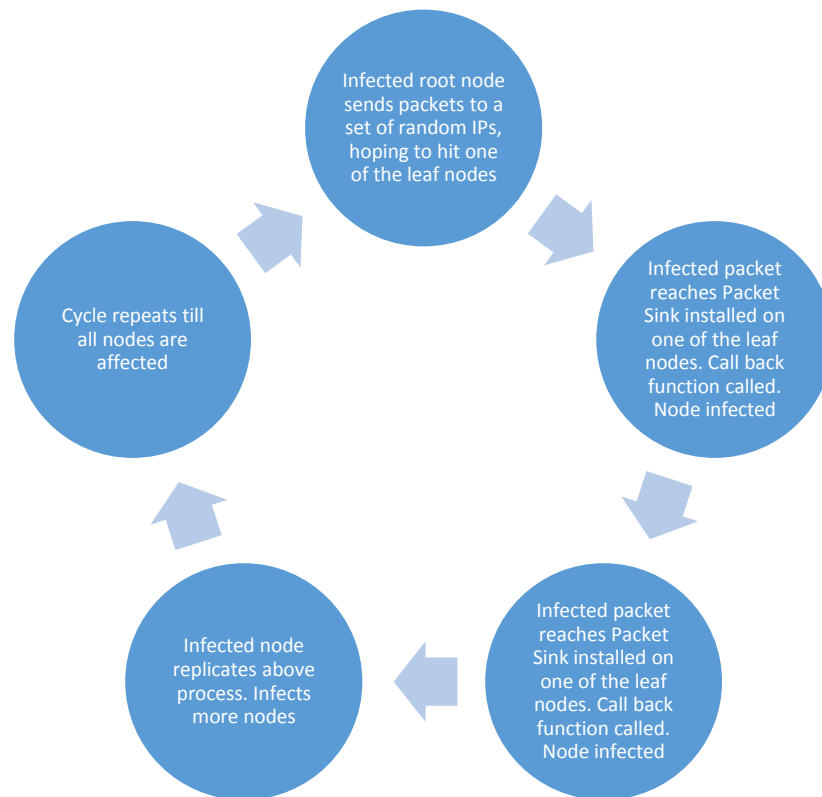 Infected root node
sends packets to a
set of random IPs,
hoping to hit one
of the leaf nodes
Infected packet
reaches Packet
Sink installed on
one of the leaf
nodes. Call back
function called.
Node infected
Infected packet
reaches Packet
Sink installed on
one of the leaf
nodes. Call back
function called.
Node infected
Infected node
replicates above
process. Infects
more nodes
Cycle repeats till
all nodes are
affected